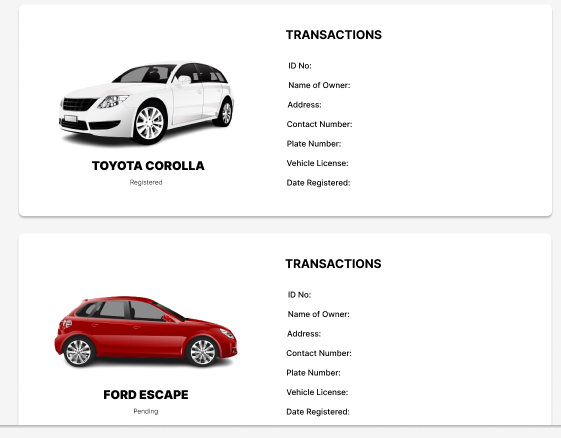 TRANSACTIONS
ID No:
Name of Owner:
Address:
Contact Number:
Plate Number:
Vehicle License:
Date Registered:
TOYOTA COROLLA
Registered
TRANSACTIONS
ID No:
Name of Owner:
Address:
Contact Number:
Plate Number:
Vehicle License:
Date Registered:
FORD ESCAPE
Pending